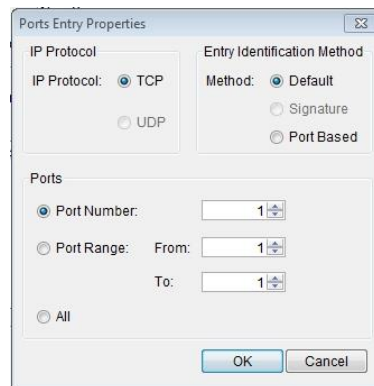 Ports Entry Properties
IP Protocol
IP Protocol: TCP
UDP
Entry Identification Method
Method: Default
Signature
Port Based
Ports
Port Number: 1
Port Range: From: 1
To: 1
All
OK Cancel